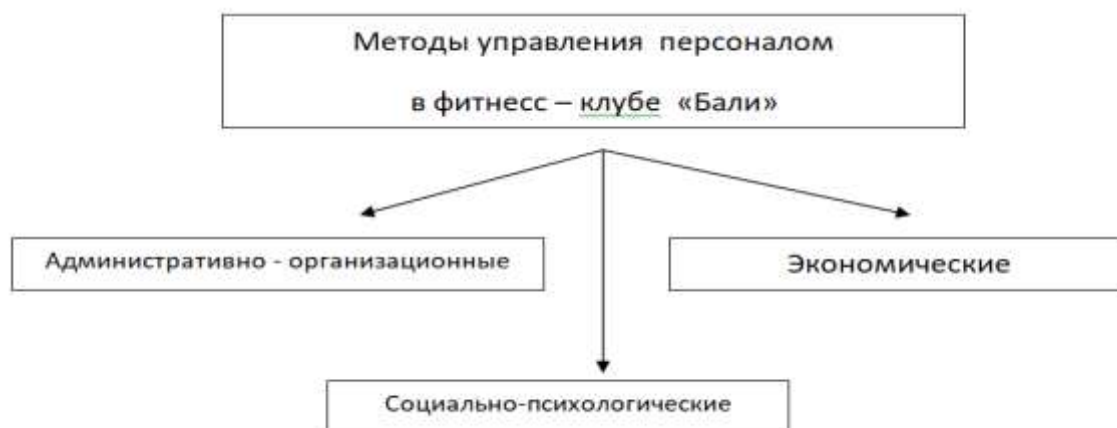 Методы управления персоналом
в фитнесс – клубе «Бали»
Административно - организационные
Экономические
Социально-психологические